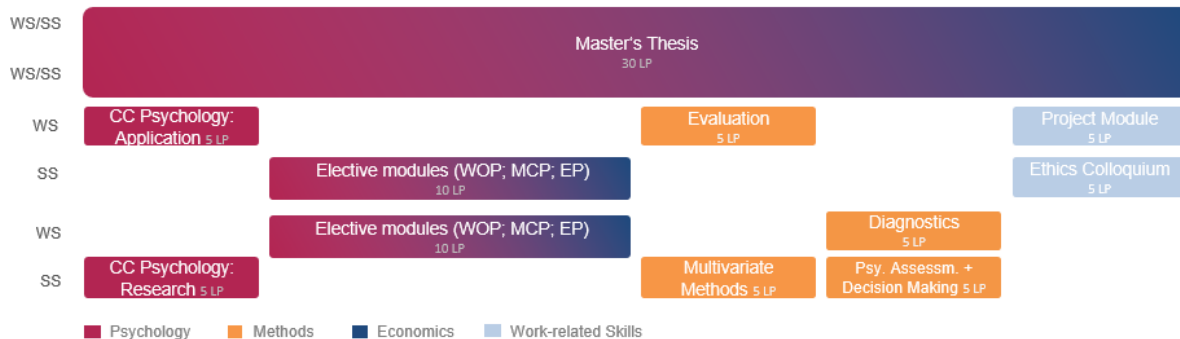 WS/SS
Master's Thesis
30 LP
WS/SS
WS
CC Psychology:
Application 5 LP
Evaluation
5 LP
Project Module
5 LP
SS
Elective modules (WOP; MCP; EP)
10 LP
Ethics Colloquium
5 LP
WS
Elective modules (WOP; MCP; EP)
10 LP
Diagnostics
5 LP
SS
CC Psychology:
Research 5 LP
Multivariate
Methods 5 LP
Psy. Assessm. +
Decision Making 5 LP
Psychology
Methods
Economics
Work-related Skills